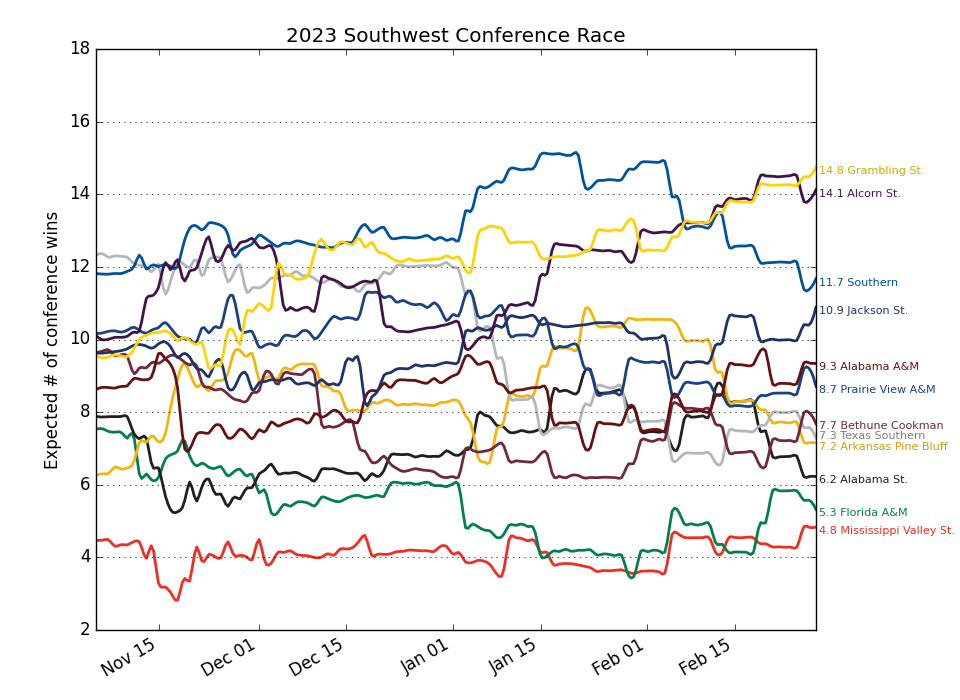 2023 Southwest Conference Race
Expected # of conference wins
18
16
14
12
10
8
6
4
2
Nov 15
Dec 01
Dec 15
Jan 01
Jan 15
Feb 01
Feb 15
14.8 Grambling St.
14.1 Alcorn St.
11.7 Southern
10.9 Jackson St.
9.3 Alabama A&M
8.7 Prairie View A&M
7.7 Bethune Cookman
7.3 Texas Southern
7.2 Arkansas Pine Bluff
6.2 Alabama St.
5.3 Florida A&M
4.8 Mississippi Valley St.